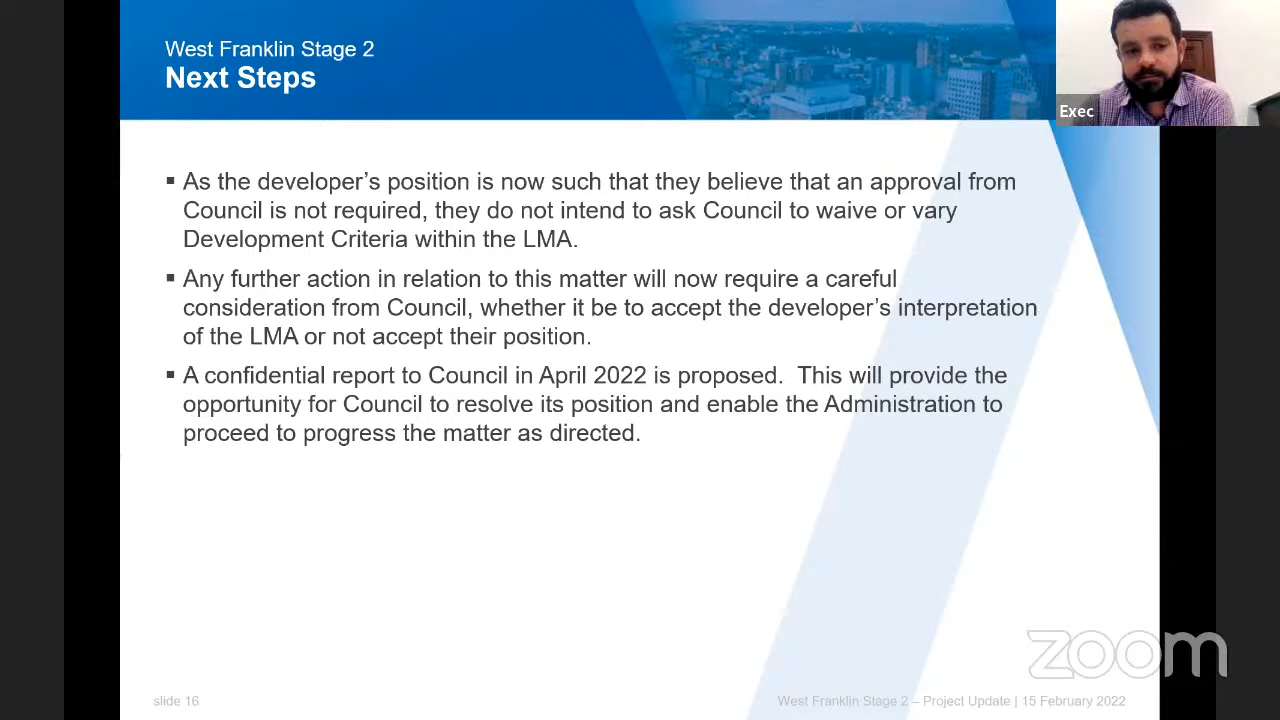 West Franklin Stage 2
Next Steps
Exec
▪ As the developer's position is now such that they believe that an approval from
Council is not required, they do not intend to ask Council to waive or vary
Development Criteria within the LMA.
▪ Any further action in relation to this matter will now require a careful
consideration from Council, whether it be to accept the developer's interpretation
of the LMA or not accept their position.
▪ A confidential report to Council in April 2022 is proposed.  This will provide the
opportunity for Council to resolve its position and enable the Administration to
proceed to progress the matter as directed.
zoom
slide 16
West Franklin Stage 2 – Project Update | 15 February 2022